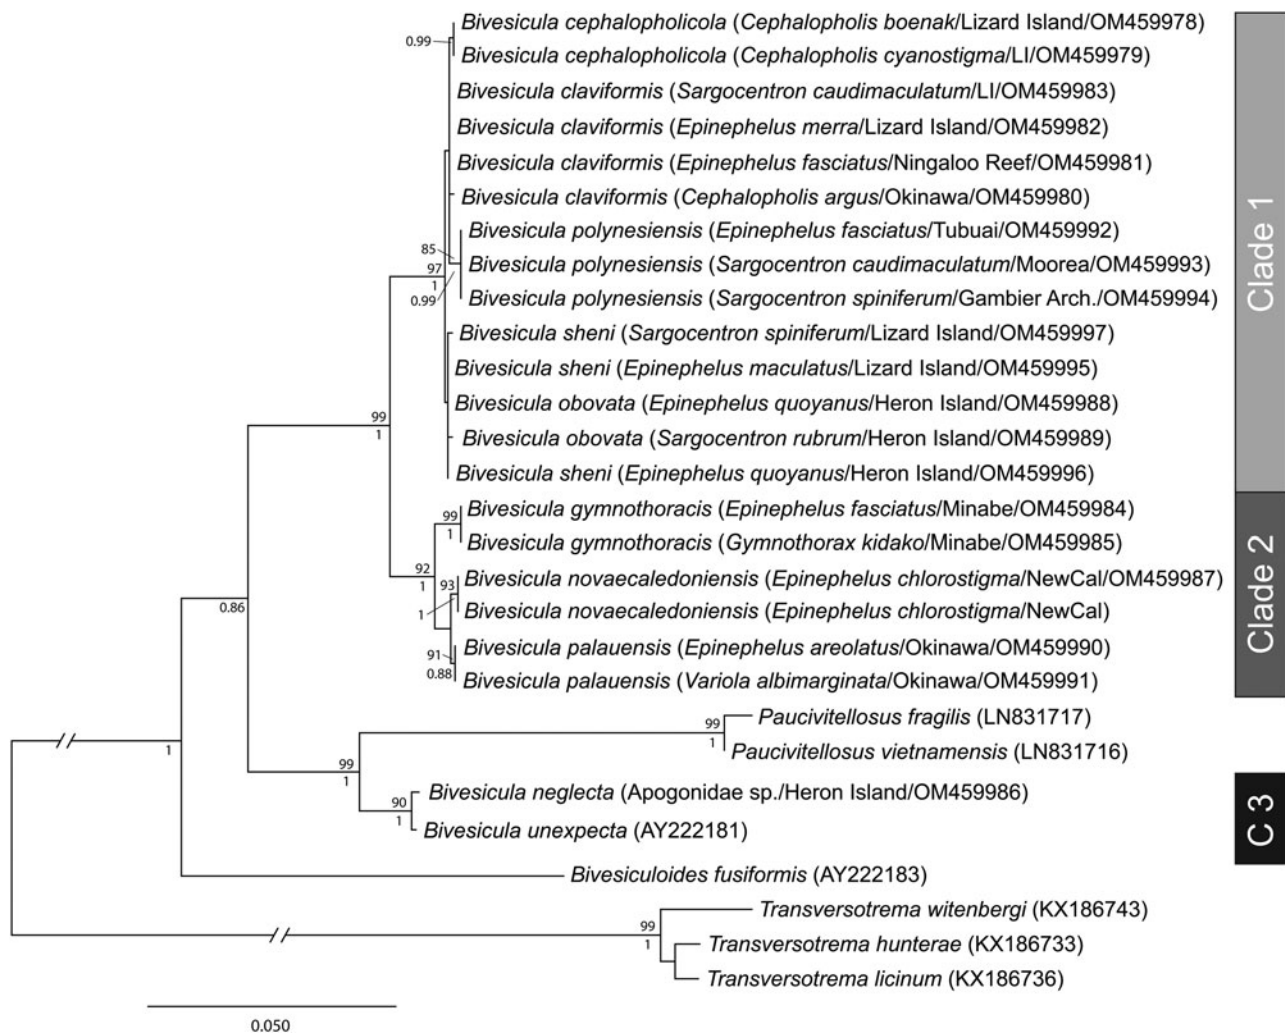 Bivesicula cephalopholicola (Cephalopholis boenak/Lizard Island/OM459978)
0.99
Bivesicula cephalopholicola (Cephalopholis cyanostigma/LI/OM459979)
Bivesicula claviformis (Sargocentron caudimaculatum/LI/OM459983)
Bivesicula claviformis (Epinephelus merra/Lizard Island/OM459982)
Bivesicula claviformis (Epinephelus fasciatus/Ningaloo Reef/OM459981)
Bivesicula claviformis (Cephalopholis argus/Okinawa/OM459980)
Bivesicula polynesiensis (Epinephelus fasciatus/Tubuai/OM459992)
85
Bivesicula polynesiensis (Sargocentron caudimaculatum/Moorea/OM459993)
97
1
0.99
Bivesicula polynesiensis (Sargocentron spiniferum/Gambier Arch./OM459994)
Bivesicula sheni (Sargocentron spiniferum/Lizard Island/OM459997)
Bivesicula sheni (Epinephelus maculatus/Lizard Island/OM459995)
Bivesicula obovata (Epinephelus quoyanus/Heron Island/OM459988)
99
1
Bivesicula obovata (Sargocentron rubrum/Heron Island/OM459989)
Bivesicula sheni (Epinephelus quoyanus/Heron Island/OM459996)
Clade 1
Bivesicula gymnothoracis (Epinephelus fasciatus/Minabe/OM459984)
99
1
Bivesicula gymnothoracis (Gymnothorax kidako/Minabe/OM459985)
92
1
Bivesicula novaecaledoniensis (Epinephelus chlorostigma/NewCal/OM459987)
93
1
Bivesicula novaecaledoniensis (Epinephelus chlorostigma/NewCal)
0.86
Bivesicula palauensis (Epinephelus areolatus/Okinawa/OM459990)
91
0.88
Bivesicula palauensis (Variola albimarginata/Okinawa/OM459991)
Clade 2
Paucivitellosus fragilis (LN831717)
99
1
Paucivitellosus vietnamensis (LN831716)
1
99
1
Bivesicula neglecta (Apogonidae sp./Heron Island/OM459986)
90
1
Bivesicula unexpecta (AY222181)
C 3
Bivesiculoides fusiformis (AY222183)
Transversotrema witenbergi (KX186743)
99
1
Transversotrema hunterae (KX186733)
Transversotrema licinum (KX186736)
0.050